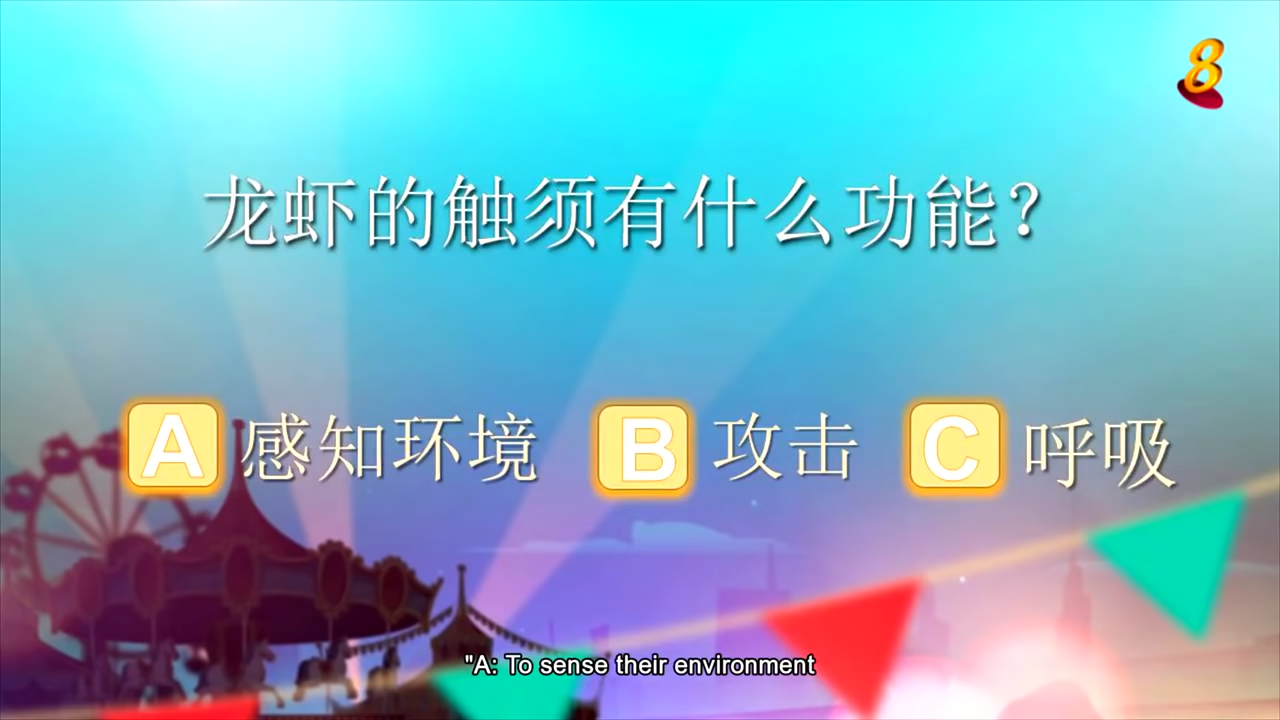 8
龙虾的触须有什么功能？
A 感知环境 B 攻击 C 呼吸
"A: To sense their environment